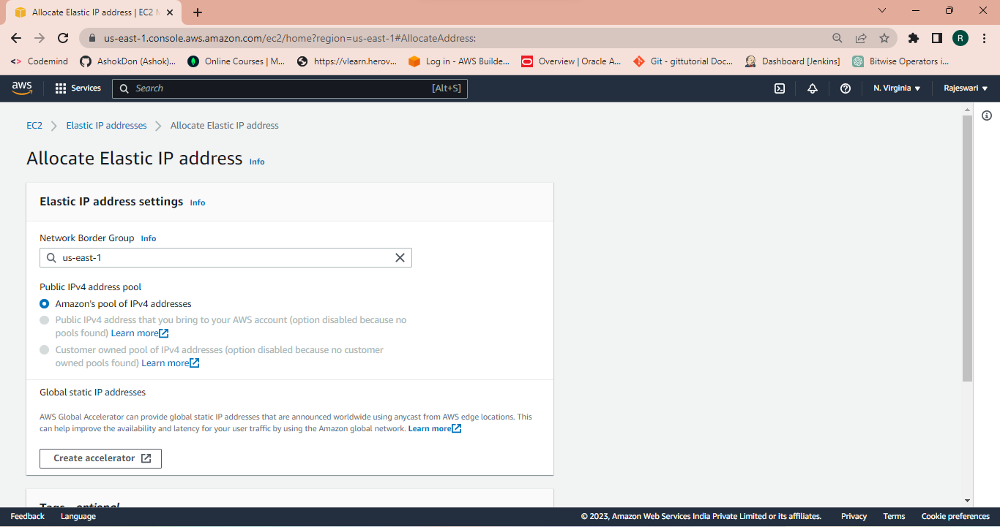 Allocate Elastic IP address | EC2 M
us-east-1.console.aws.amazon.com/ec2/home?region=us-east-1#AllocateAddress:
R
Codemind
AshokDon (Ashok)...
Online Courses | M...
https://vlearn.herov...
Log in - AWS Builde...
Overview | Oracle A...
Git - gittutorial Doc...
Dashboard [Jenkins]
Bitwise Operators i...
aws
Services
Search
[Alt+S]
N. Virginia
Rajeswari
EC2
Elastic IP addresses
Allocate Elastic IP address
Allocate Elastic IP address Info
Elastic IP address settings Info
Network Border Group Info
us-east-1
Public IPv4 address pool
Amazon's pool of IPv4 addresses
Public IPv4 address that you bring to your AWS account (option disabled because no
pools found) Learn more
Customer owned pool of IPv4 addresses (option disabled because no customer
owned pools found) Learn more
Global static IP addresses
AWS Global Accelerator can provide global static IP addresses that are announced worldwide using anycast from AWS edge locations. This
can help improve the availability and latency for your user traffic by using the Amazon global network. Learn more
Create accelerator
Tags - optional
Feedback
Language
© 2023, Amazon Web Services India Private Limited or its affiliates.
Privacy
Terms
Cookie preferences